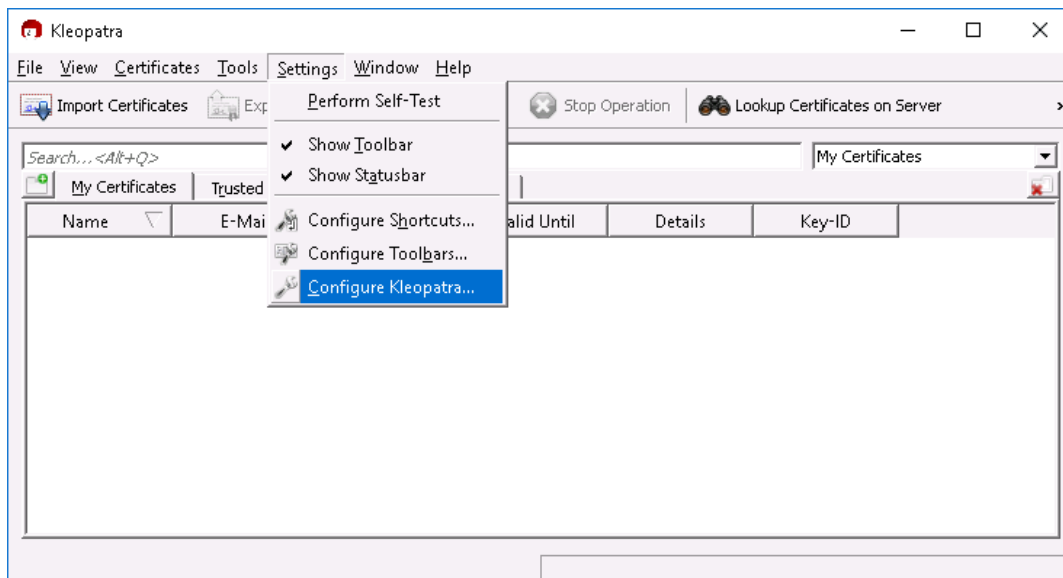 Kleopatra
File View Certificates Tools Settings Window Help
Import Certificates Exp Stop Operation Lookup Certificates on Server
Perform Self-Test
Show Toolbar
Show Statusbar
Configure Shortcuts...
Configure Toolbars...
Configure Kleopatra...
Search...<Alt+Q> My Certificates
My Certificates Trusted
Name E-Mai alid Until Details Key-ID